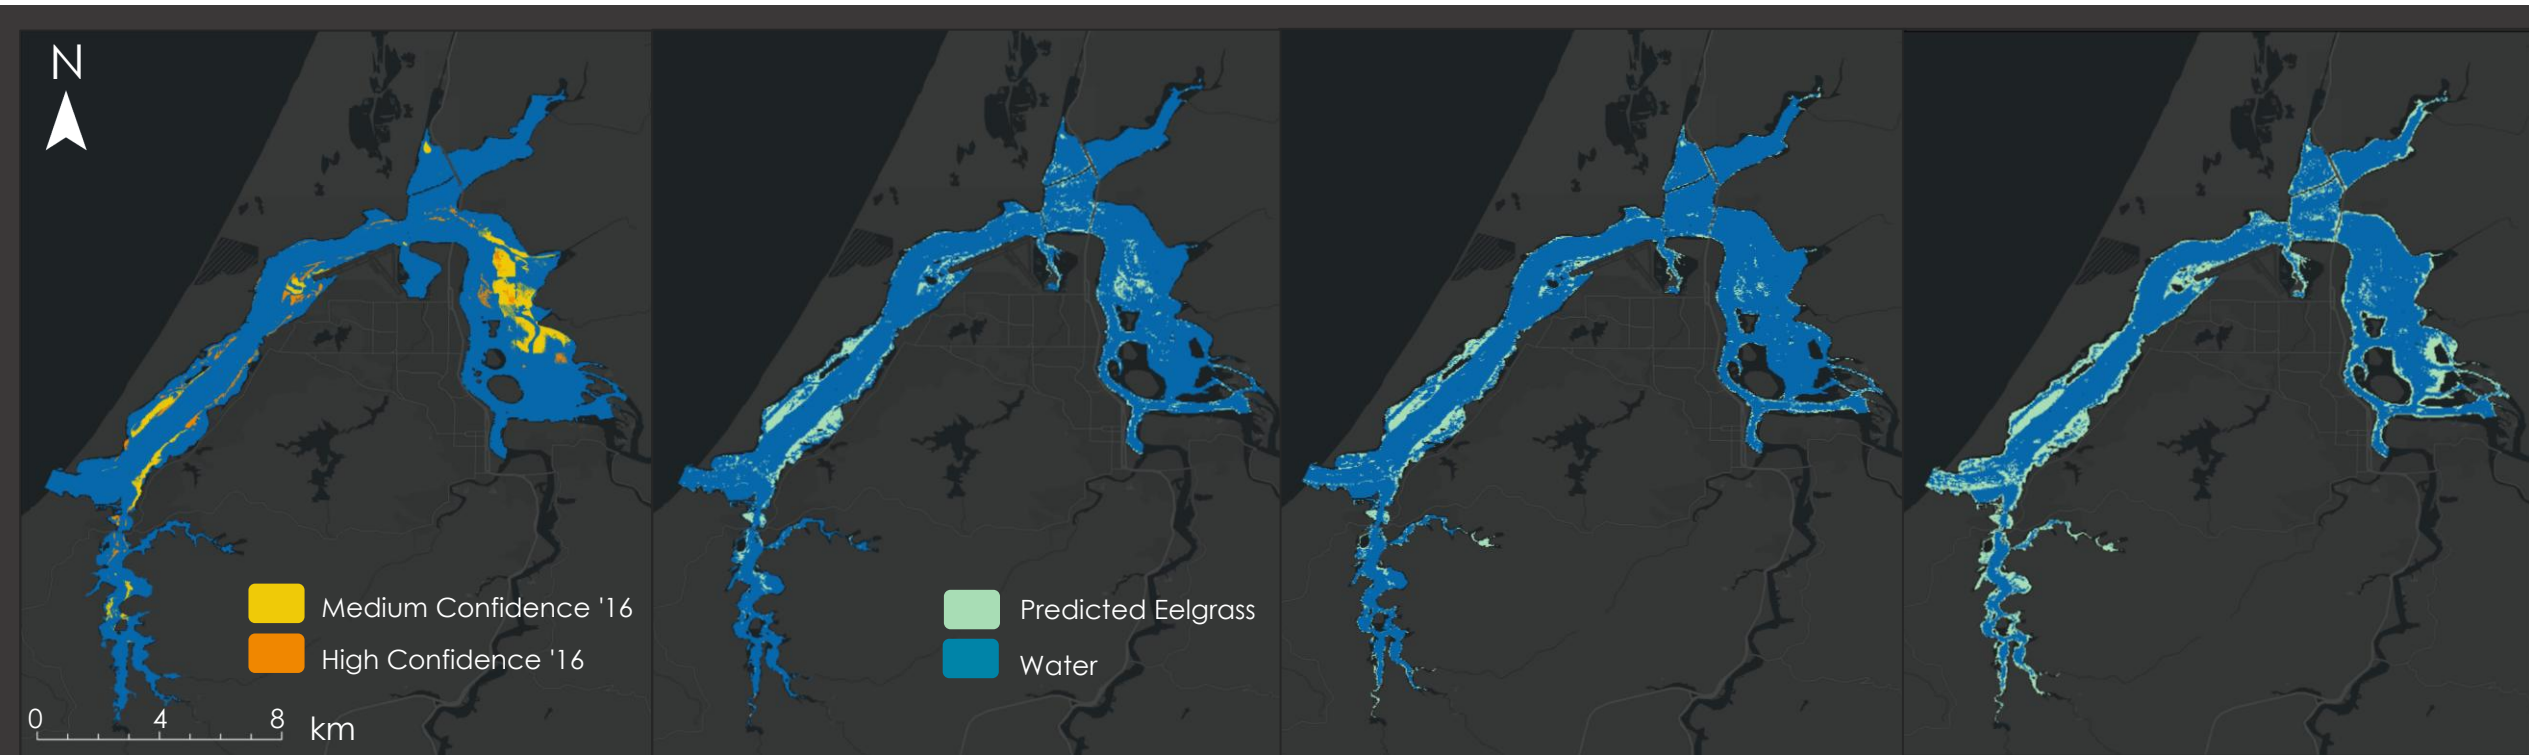 N
Medium Confidence '16
High Confidence '16
0 4 8 km
Predicted Eelgrass
Water